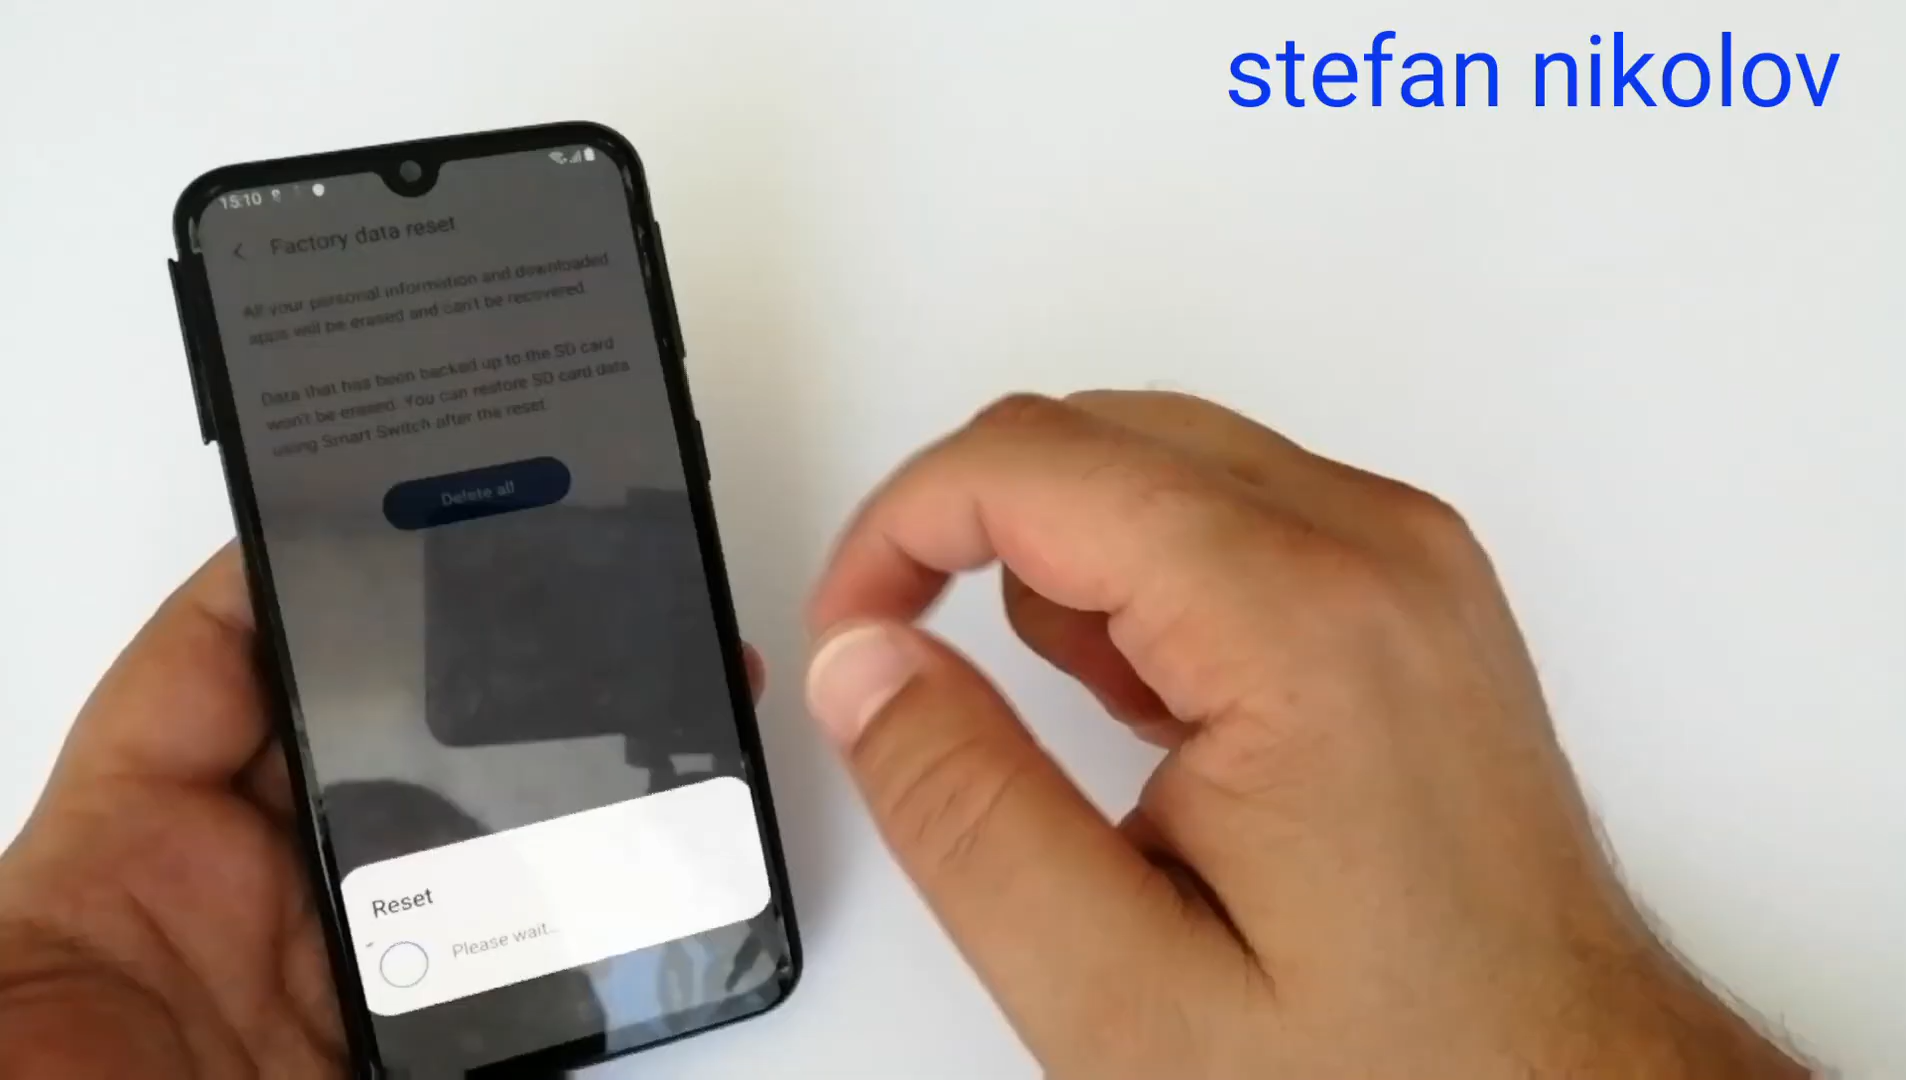 stefan nikolov
15:10
Factory data reset
All your personal information and downloaded
apps will be erased and can't be recovered.
Data that has been backed up to the SD card
won't be erased. You can restore SD card data
using Smart Switch after the reset.
Delete all
Reset
Please wait...